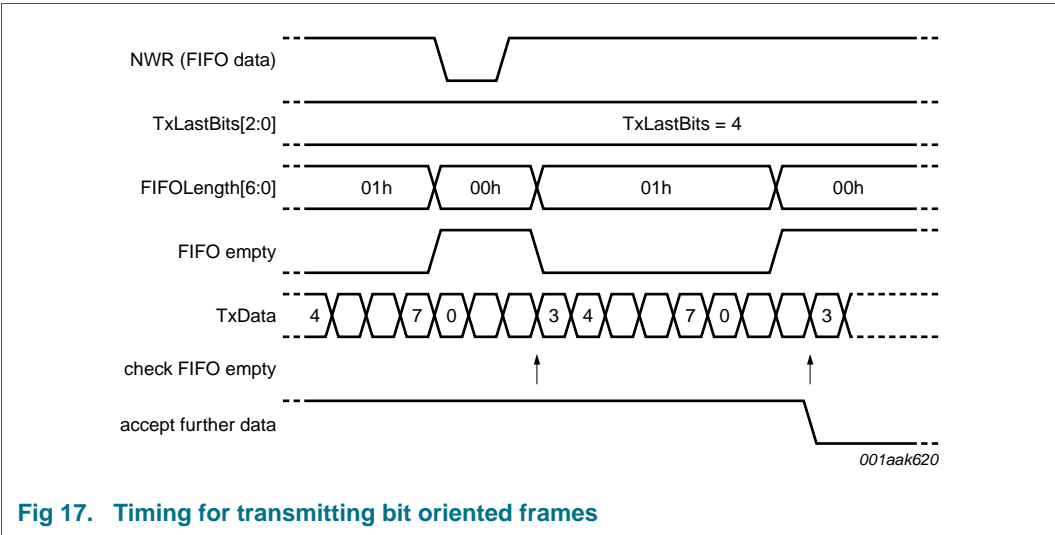 NWR (FIFO data)
TxLastBits[2:0] TxLastBits = 4
FIFOLength[6:0] 01h 00h 01h 00h
FIFO empty
TxData 4 7 0 3 4 7 0 3
check FIFO empty
accept further data
001aak620
Fig 17. Timing for transmitting bit oriented frames